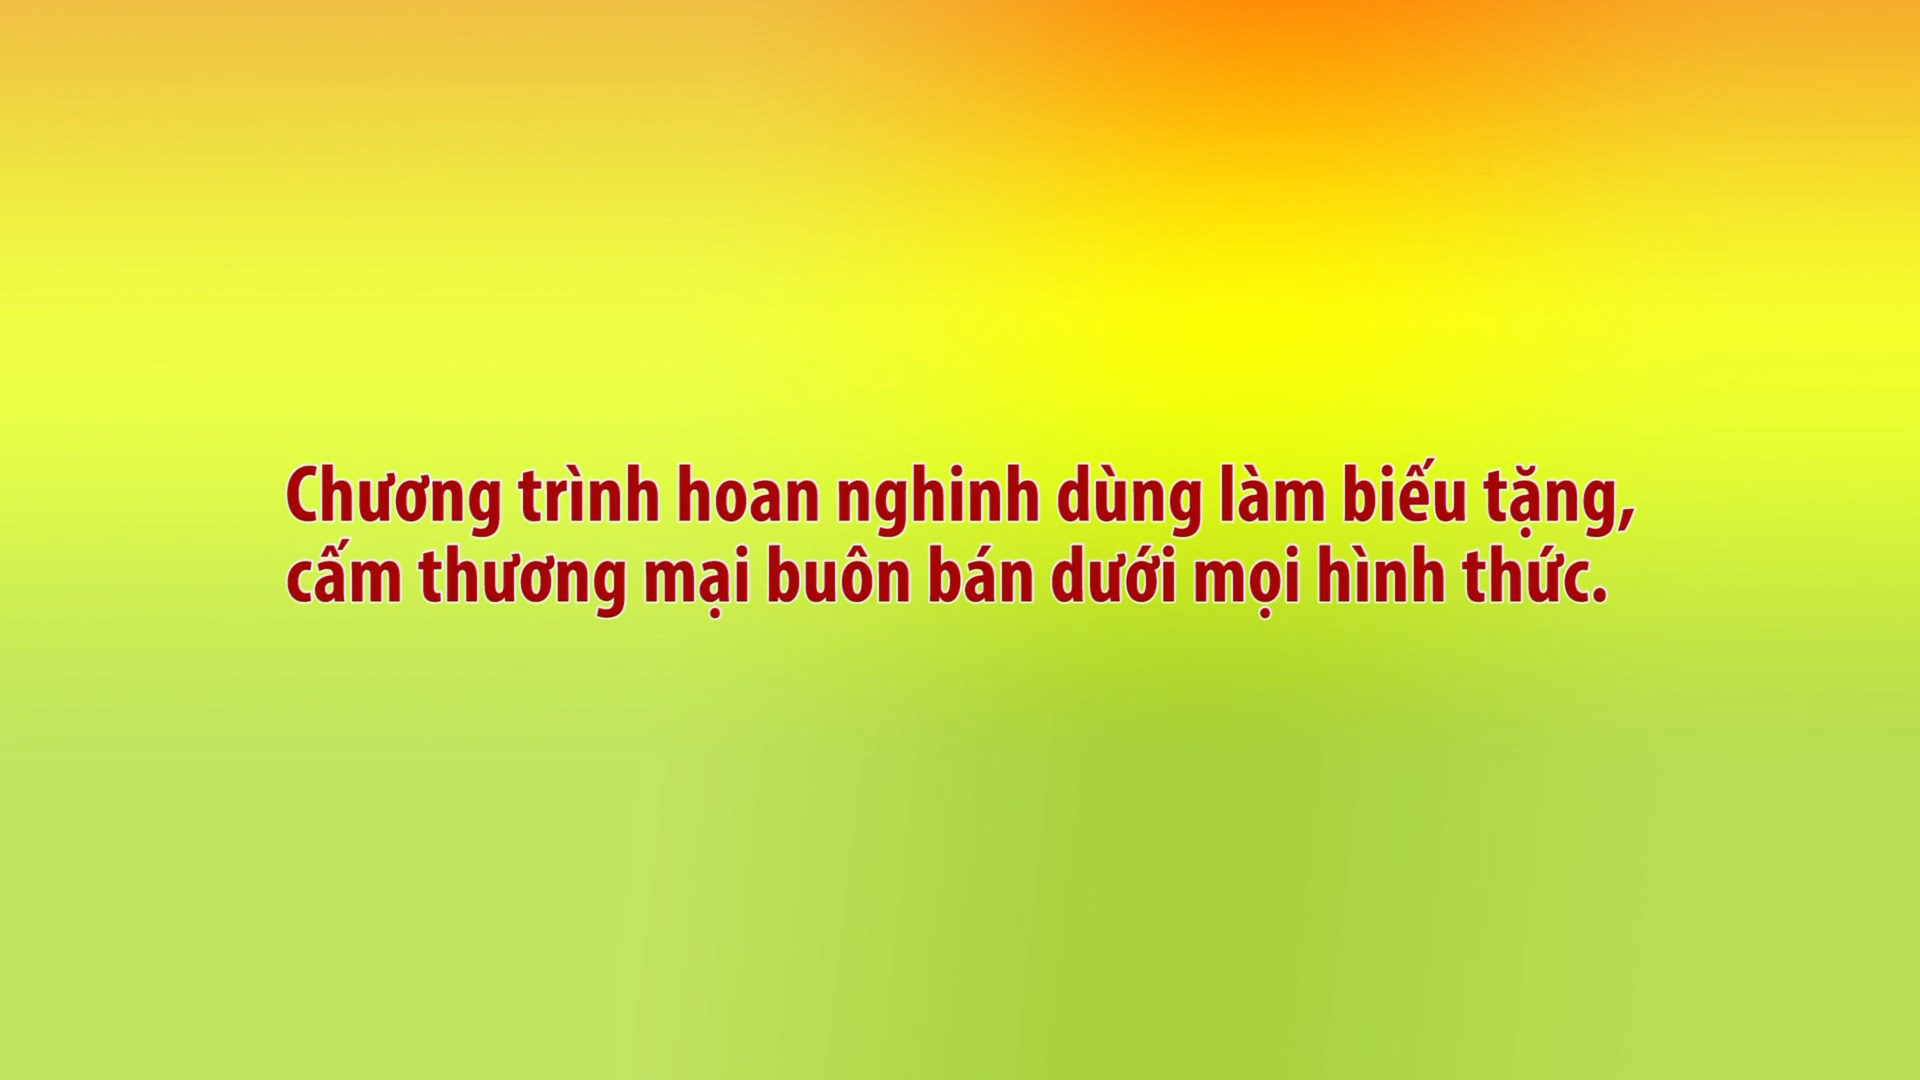 Chương trình hoan nghinh dùng làm biếu tặng,
cấm thương mại buôn bán dưới mọi hình thức.